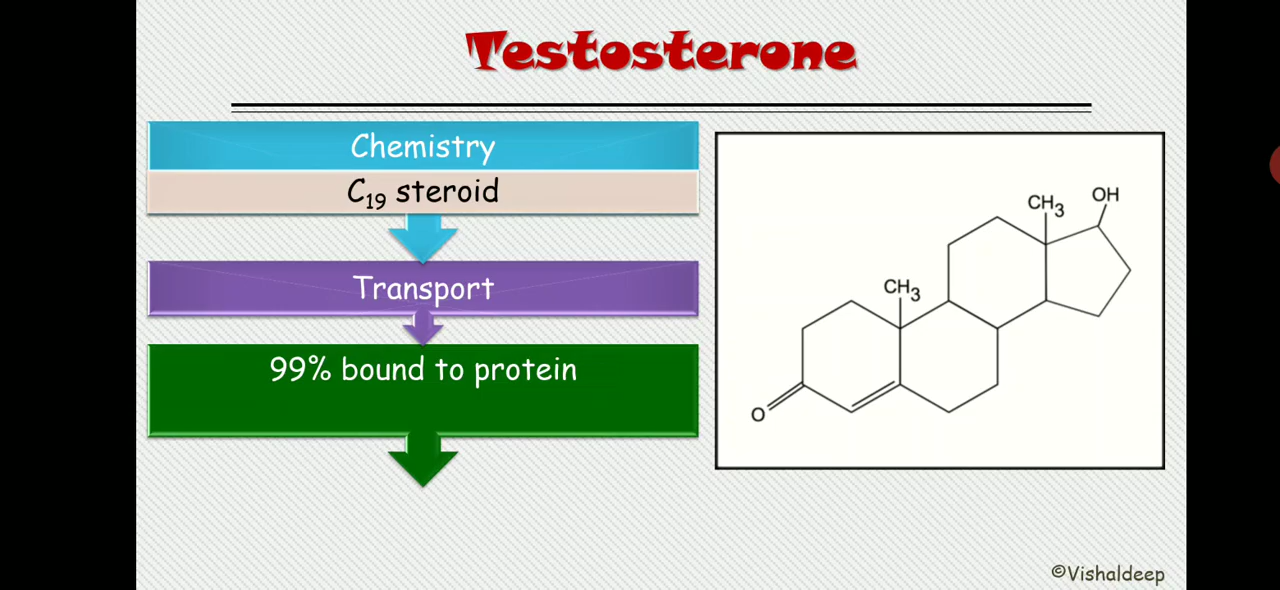 Testosterone
Chemistry
C₁₉ steroid
Transport
99% bound to protein
CH₃
OH
CH₃
O
©Vishaldeep